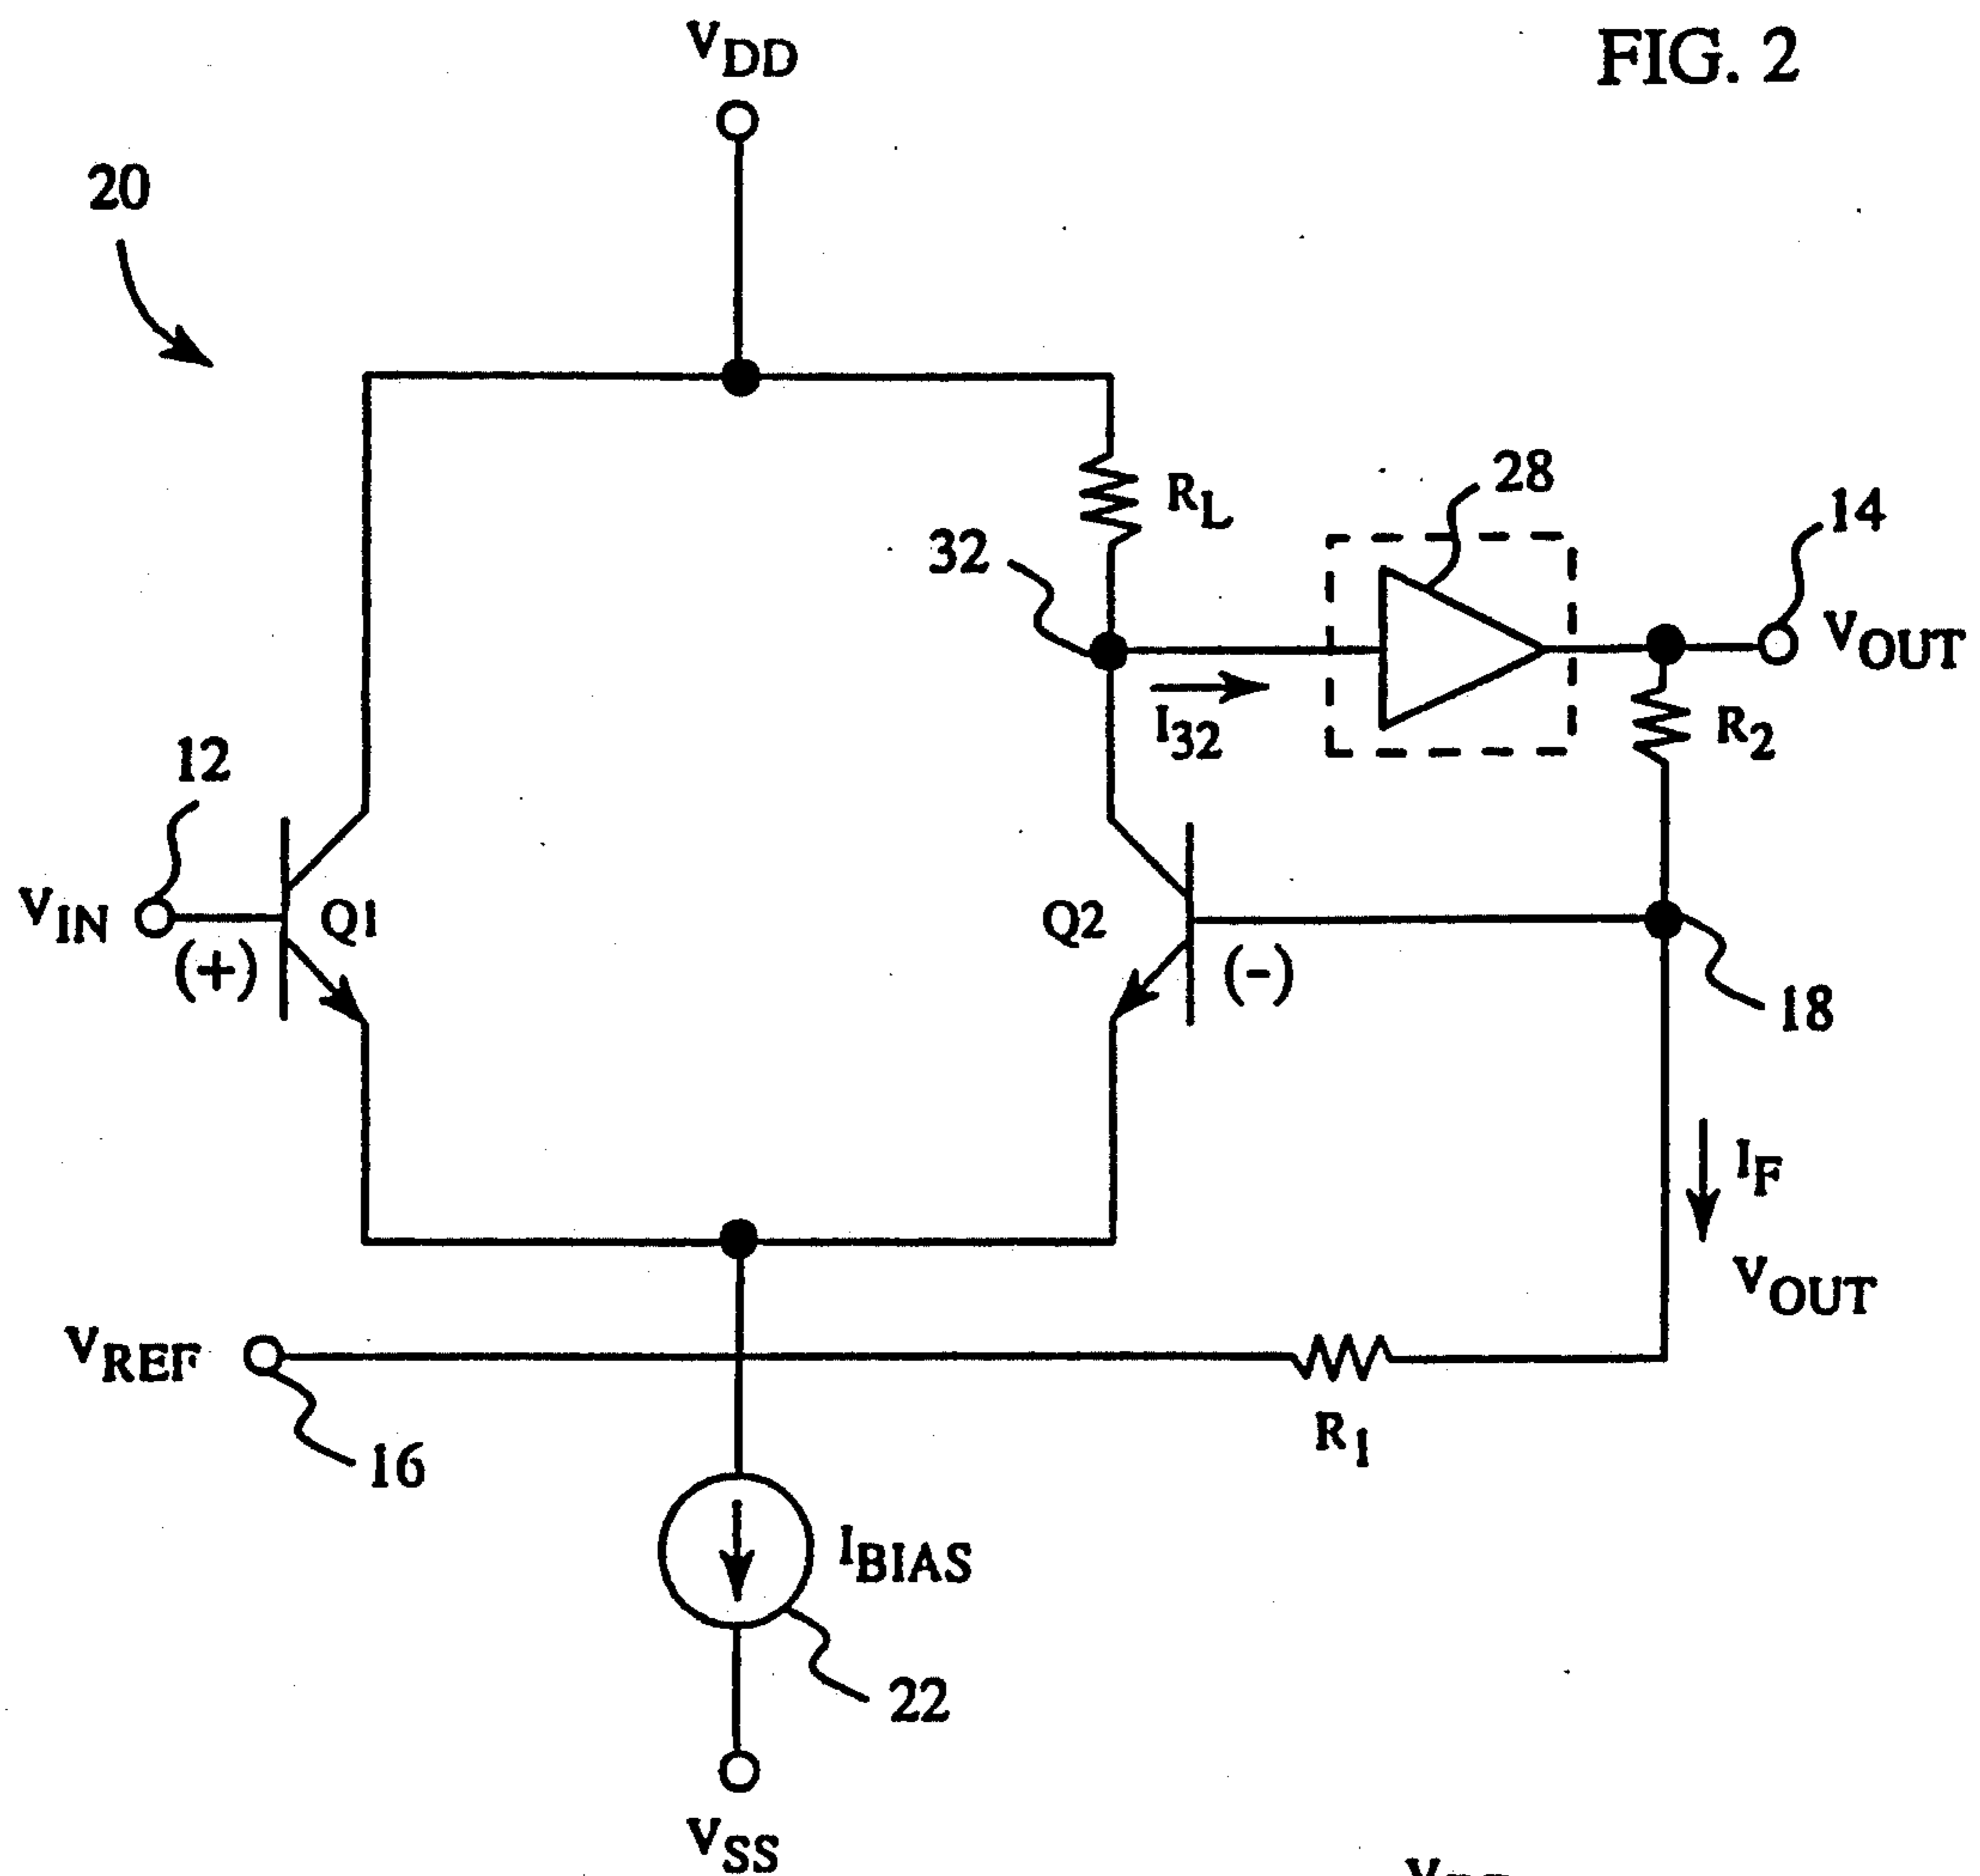 FIG. 2
VDD
20
RL
28
14
32
VOUT
I32
R2
12
VIN
(+)
Q1
Q2
(-)
18
IF
VOUT
VREF
16
R1
IBIAS
22
VSS